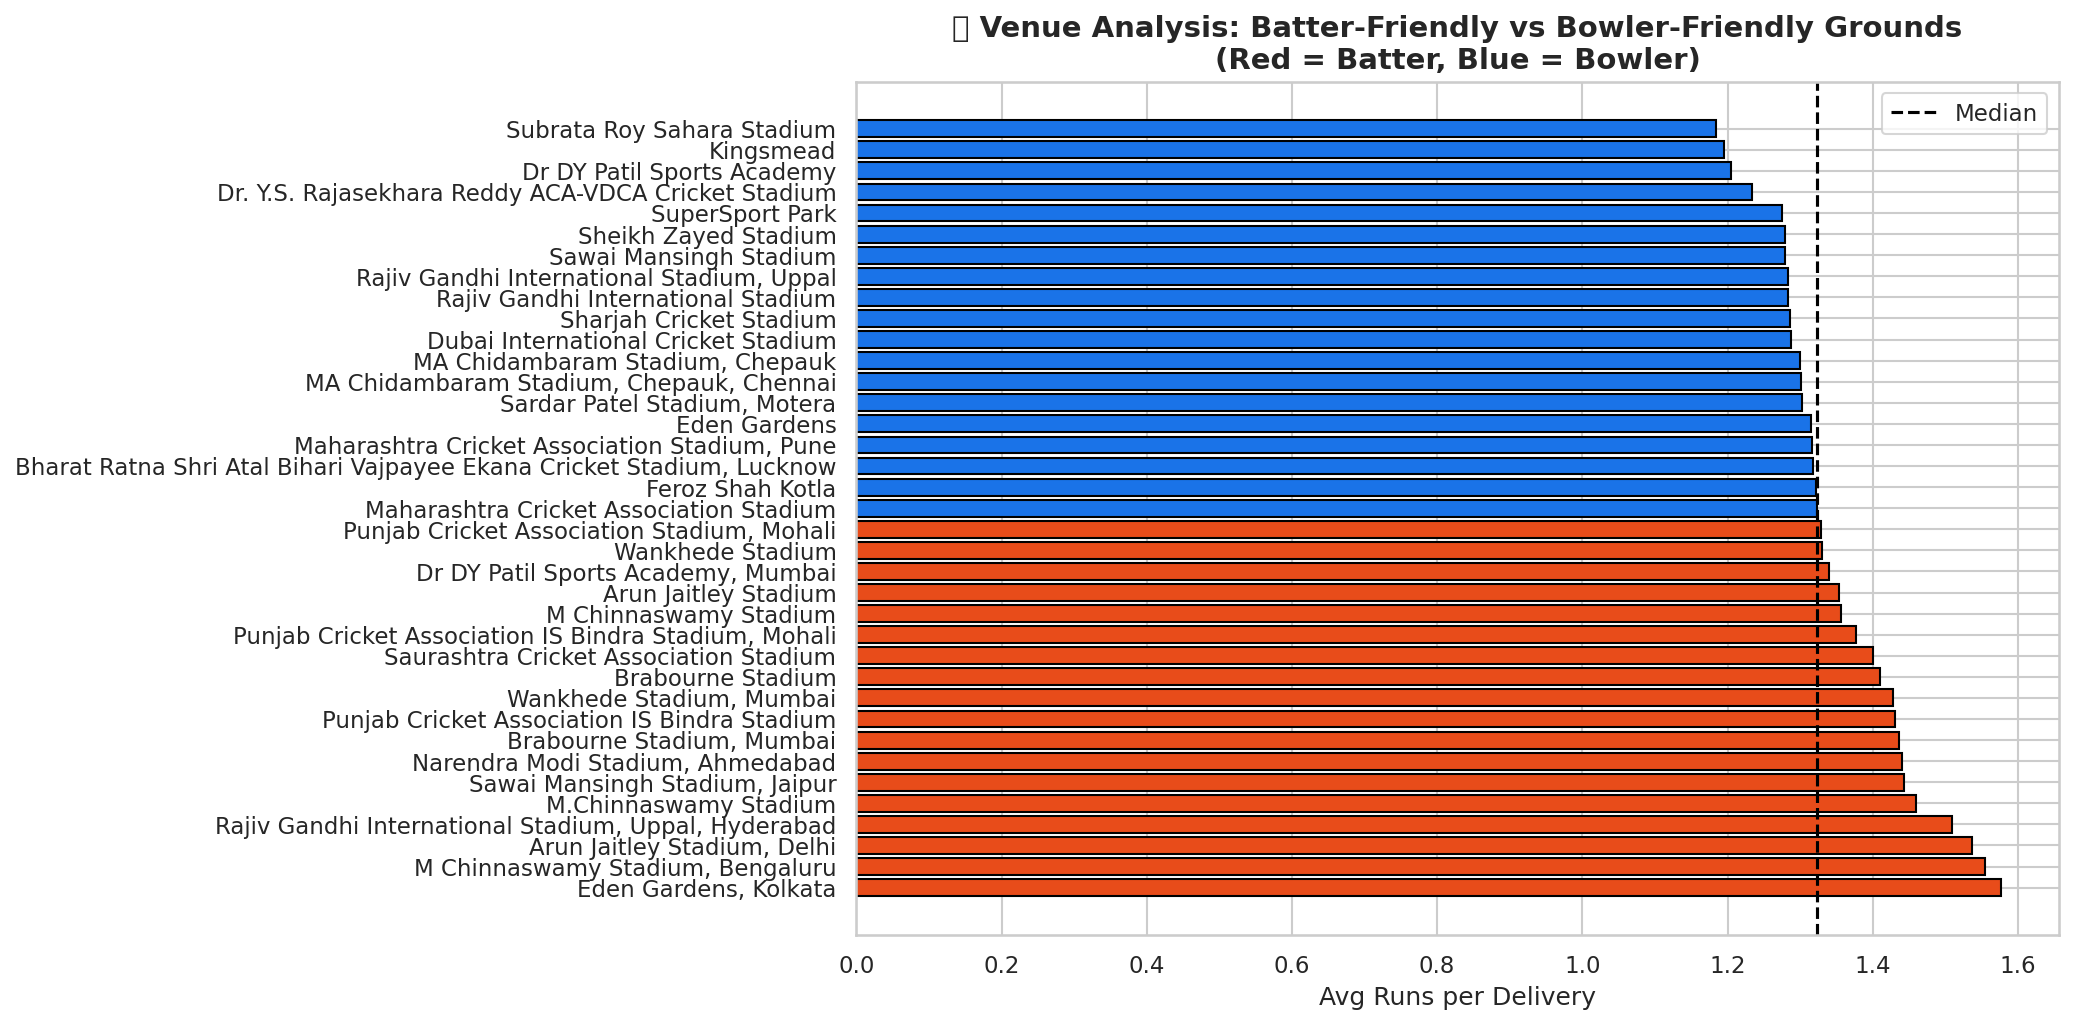 Venue Analysis: Batter-Friendly vs Bowler-Friendly Grounds
(Red = Batter, Blue = Bowler)
Median
Subrata Roy Sahara Stadium
Kingsmead
Dr DY Patil Sports Academy
Dr. Y.S. Rajasekhara Reddy ACA-VDCA Cricket Stadium
SuperSport Park
Sheikh Zayed Stadium
Sawai Mansingh Stadium
Rajiv Gandhi International Stadium, Uppal
Rajiv Gandhi International Stadium
Sharjah Cricket Stadium
Dubai International Cricket Stadium
MA Chidambaram Stadium, Chepauk
MA Chidambaram Stadium, Chepauk, Chennai
Sardar Patel Stadium, Motera
Eden Gardens
Maharashtra Cricket Association Stadium, Pune
Bharat Ratna Shri Atal Bihari Vajpayee Ekana Cricket Stadium, Lucknow
Feroz Shah Kotla
Maharashtra Cricket Association Stadium
Punjab Cricket Association Stadium, Mohali
Wankhede Stadium
Dr DY Patil Sports Academy, Mumbai
Arun Jaitley Stadium
M Chinnaswamy Stadium
Punjab Cricket Association IS Bindra Stadium, Mohali
Saurashtra Cricket Association Stadium
Brabourne Stadium
Wankhede Stadium, Mumbai
Punjab Cricket Association IS Bindra Stadium
Brabourne Stadium, Mumbai
Narendra Modi Stadium, Ahmedabad
Sawai Mansingh Stadium, Jaipur
M.Chinnaswamy Stadium
Rajiv Gandhi International Stadium, Uppal, Hyderabad
Arun Jaitley Stadium, Delhi
M Chinnaswamy Stadium, Bengaluru
Eden Gardens, Kolkata
0.0 0.2 0.4 0.6 0.8 1.0 1.2 1.4 1.6
Avg Runs per Delivery